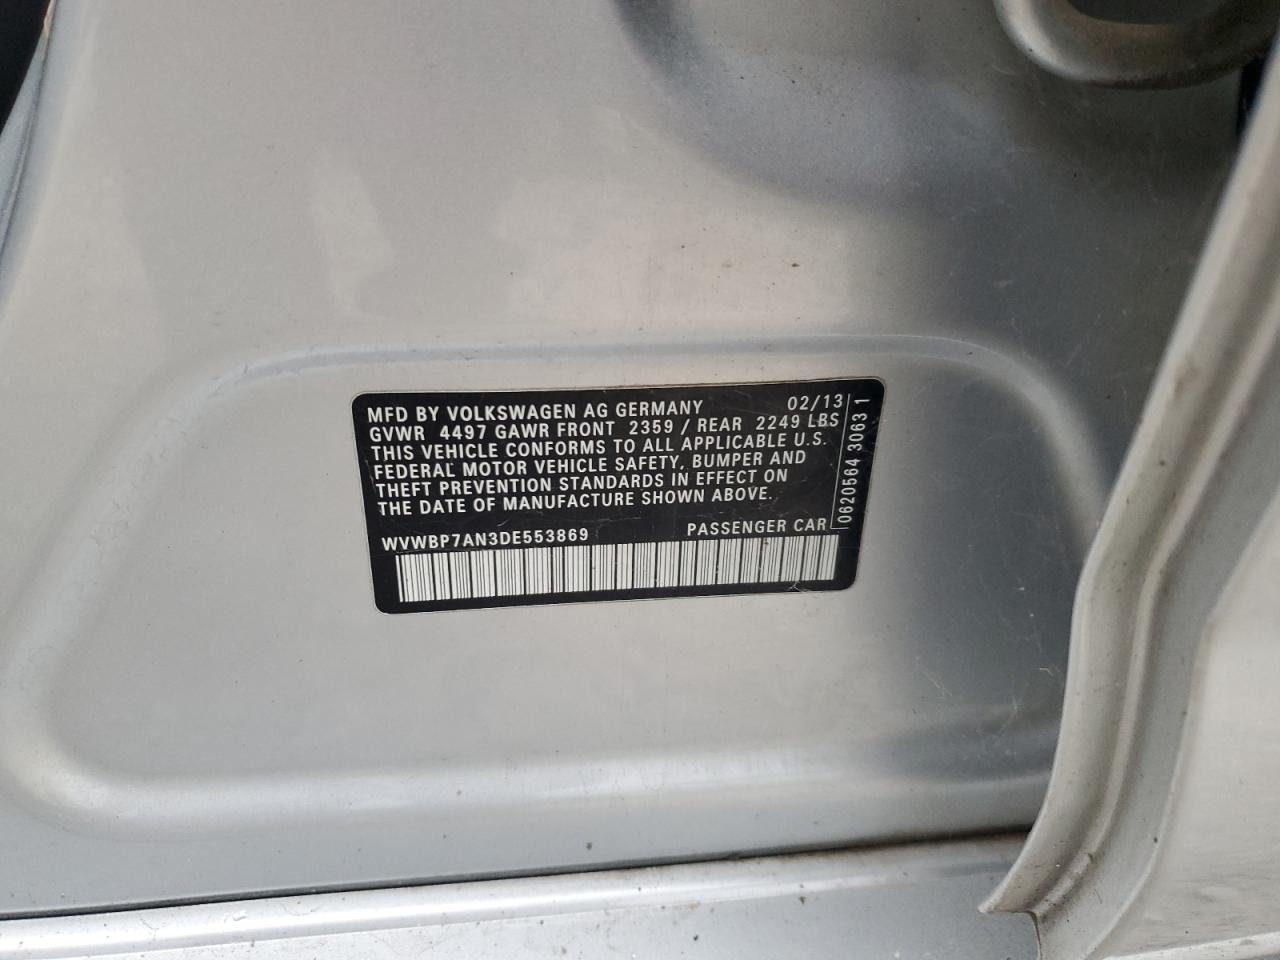 MFD BY VOLKSWAGEN AG GERMANY 02/13
GVWR 4497 GAWR FRONT 2359 / REAR 2249 LBS
THIS VEHICLE CONFORMS TO ALL APPLICABLE U.S.
FEDERAL MOTOR VEHICLE SAFETY, BUMPER AND
THEFT PREVENTION STANDARDS IN EFFECT ON
THE DATE OF MANUFACTURE SHOWN ABOVE.
WVWBP7AN3DE553869 PASSENGER CAR
0620564 3063 1